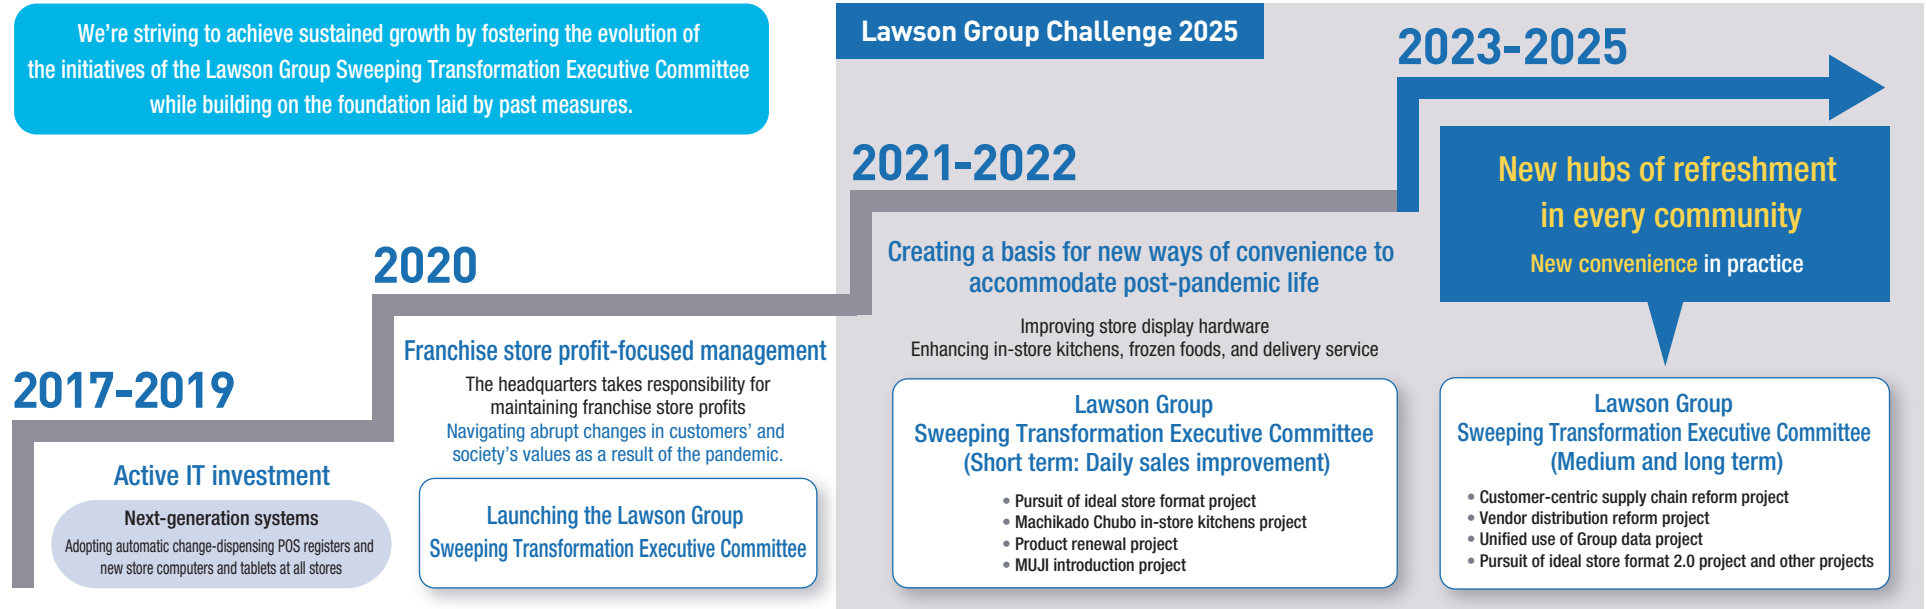 We're striving to achieve sustained growth by fostering the evolution of
the initiatives of the Lawson Group Sweeping Transformation Executive Committee
while building on the foundation laid by past measures.
Lawson Group Challenge 2025
2017-2019
Active IT investment
Next-generation systems
Adopting automatic change-dispensing POS registers and
new store computers and tablets at all stores
2020
Franchise store profit-focused management
The headquarters takes responsibility for
maintaining franchise store profits
Navigating abrupt changes in customers' and
society's values as a result of the pandemic.
Launching the Lawson Group
Sweeping Transformation Executive Committee
2021-2022
Creating a basis for new ways of convenience to
accommodate post-pandemic life
Improving store display hardware
Enhancing in-store kitchens, frozen foods, and delivery service
Lawson Group
Sweeping Transformation Executive Committee
(Short term: Daily sales improvement)
• Pursuit of ideal store format project
• Machikado Chubo in-store kitchens project
• Product renewal project
• MUJI introduction project
2023-2025
New hubs of refreshment
in every community
New convenience in practice
Lawson Group
Sweeping Transformation Executive Committee
(Medium and long term)
• Customer-centric supply chain reform project
• Vendor distribution reform project
• Unified use of Group data project
• Pursuit of ideal store format 2.0 project and other projects